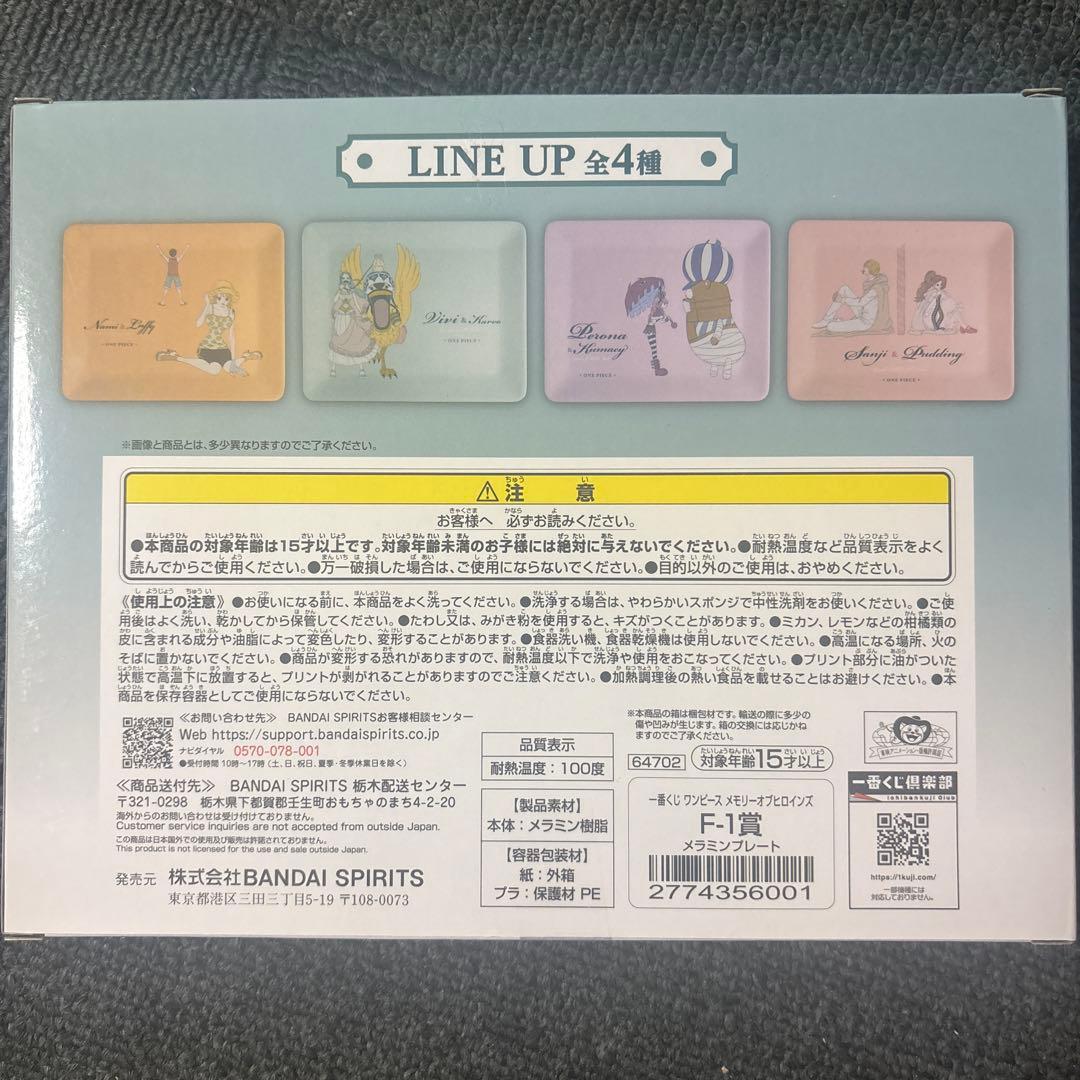 LINE UP 全4種
Nami & Luffy
- ONE PIECE -
Vivi & Karoo
- ONE PIECE -
Perona
& Kumacy
- ONE PIECE -
Sanji & Pudding
- ONE PIECE -
※画像と商品とは、多少異なりますのでご了承ください。
⚠注意
お客様へ 必ずお読みください。
●本商品の対象年齢は15才以上です。対象年齢未満のお子様には絶対に与えないでください。●耐熱温度など品質表示をよく
読んでからご使用ください。●万一破損した場合は、ご使用にならないでください。●目的以外のご使用は、おやめください。
《使用上の注意》●お使いになる前に、本商品をよく洗ってください。●洗浄する場合は、やわらかいスポンジで中性洗剤をお使いください。●ご使
用後はよく洗い、乾かしてから保管してください。●たわし又は、みがき粉を使用すると、キズがつくことがあります。●ミカン、レモンなどの柑橘類の
皮に含まれる成分や油脂によって変色したり、変形することがあります。●食器洗い機、食器乾燥機は使用しないでください。●高温になる場所、火の
そばに置かないでください。●商品が変形する恐れがありますので、耐熱温度以下で洗浄や使用をおこなってください。●プリント部分に油がついた
状態で高温下に放置すると、プリントが剥がれることがありますのでご注意ください。●加熱調理後の熱い食品を載せることはお避けください。●本
商品を保存容器としてご使用にならないでください。
≪お問い合わせ先≫ BANDAI SPIRITSお客様相談センター
Web https://support.bandaispirits.co.jp
ナビダイヤル 0570-078-001
●受付時間 10時〜17時(土、日、祝日、夏季・冬季休業日を除く)
≪商品送付先≫ BANDAI SPIRITS 栃木配送センター
〒321-0298 栃木県下都賀郡壬生町おもちゃのまち4-2-20
海外からのお問い合わせは受け付けておりません。
Customer service inquiries are not accepted from outside Japan.
この商品は日本国外での使用及び販売は許諾されておりません。
This product is not licensed for the use and sale outside Japan.
発売元 株式会社BANDAI SPIRITS
東京都港区三田三丁目5-19 〒108-0073
品質表示
耐熱温度：100度
【製品素材】
本体：メラミン樹脂
【容器包装材】
紙：外箱
プラ：保護材 PE
※本商品の箱は梱包材です。輸送の際に多少の
傷や凹みが生じます。箱の交換には応じかね
ますのでご了承ください。
64702
対象年齢15才以上
一番くじ ワンピース メモリーオブヒロインズ
F-1賞
メラミンプレート
2774356001
東映アニメーション・版権許諾証
一番くじ倶楽部
Ichibankuji Club
https://1kuji.com/
一部機種には
対応しておりません。